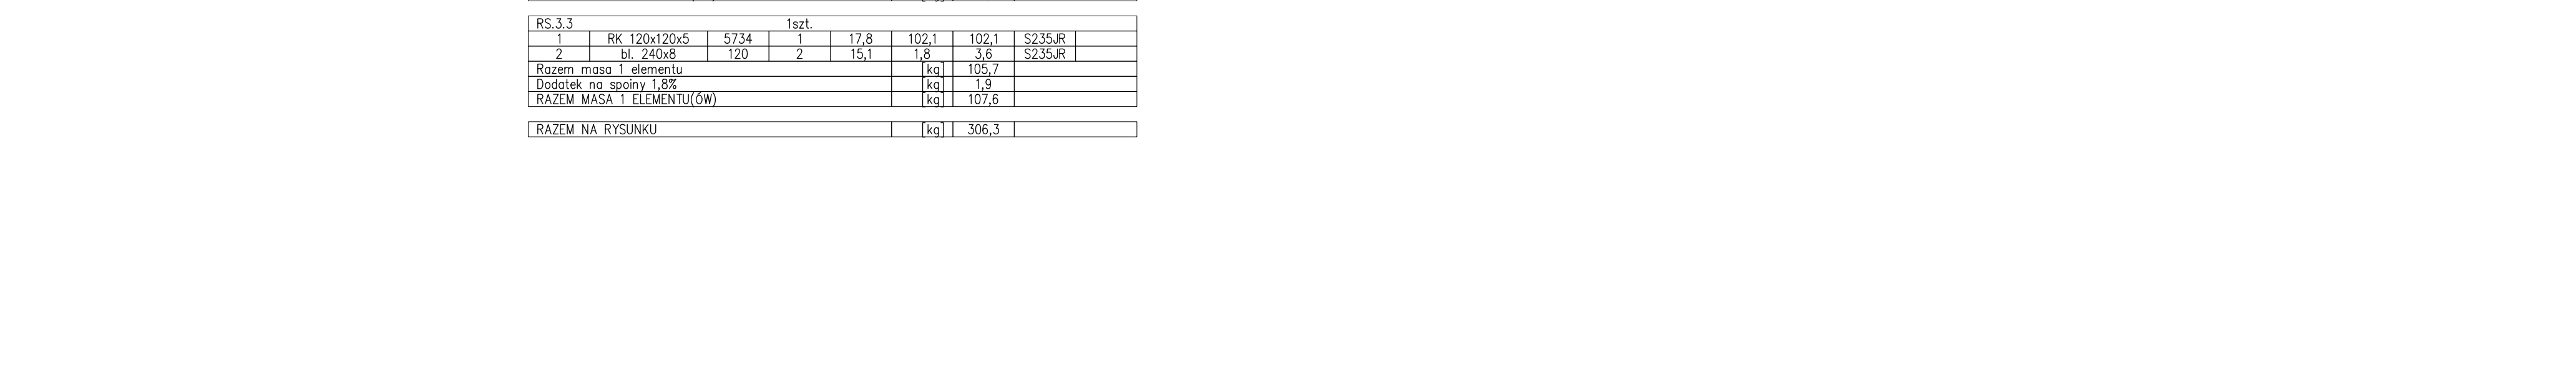 RS.3.3 1szt.
1 RK 120x120x5 5734 1 17,8 102,1 102,1 S235JR
2 bl. 240x8 120 2 15,1 1,8 3,6 S235JR
Razem masa 1 elementu [kg] 105,7
Dodatek na spoiny 1,8% [kg] 1,9
RAZEM MASA 1 ELEMENTU(ÓW) [kg] 107,6
RAZEM NA RYSUNKU [kg] 306,3